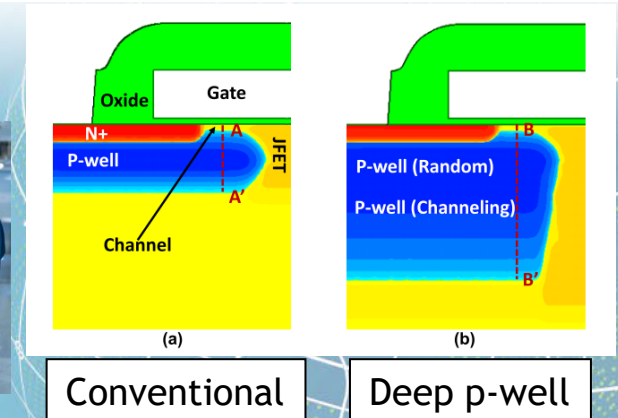 Oxide
Gate
N+
A
JFET
P-well
A'
Channel
(a)
B
P-well (Random)
P-well (Channeling)
B'
(b)
Conventional
Deep p-well